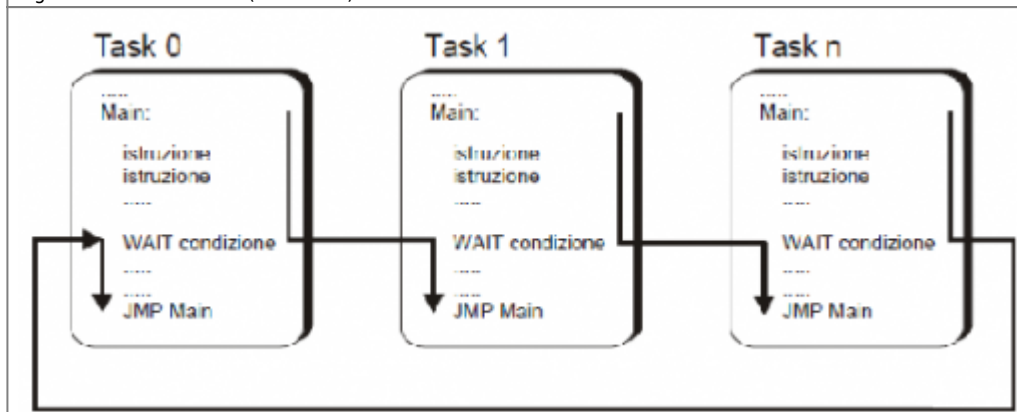 Task 0
Main:
istruzione
istruzione
WAIT condizione
JMP Main
Task 1
Main:
istruzione
istruzione
WAIT condizione
JMP Main
Task n
Main:
istruzione
istruzione
WAIT condizione
JMP Main